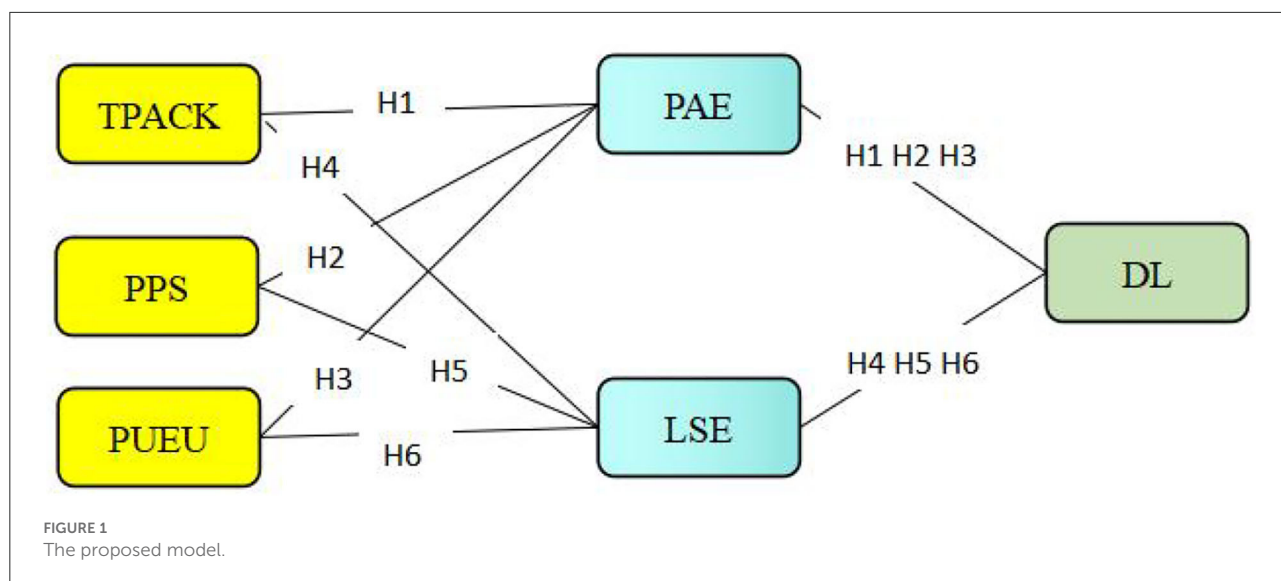 TPACK
H1
PAE
H4
H1 H2 H3
H2
PPS
DL
H3
H5
H4 H5 H6
PUEU
H6
LSE
FIGURE 1
The proposed model.